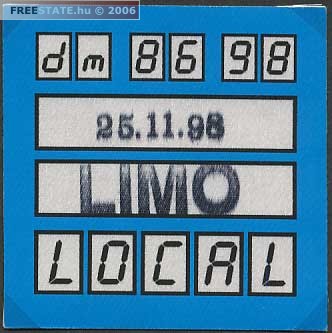 FREESTATE.hu © 2006
dm 86 98
25.11.98
LIMO
LOCAL